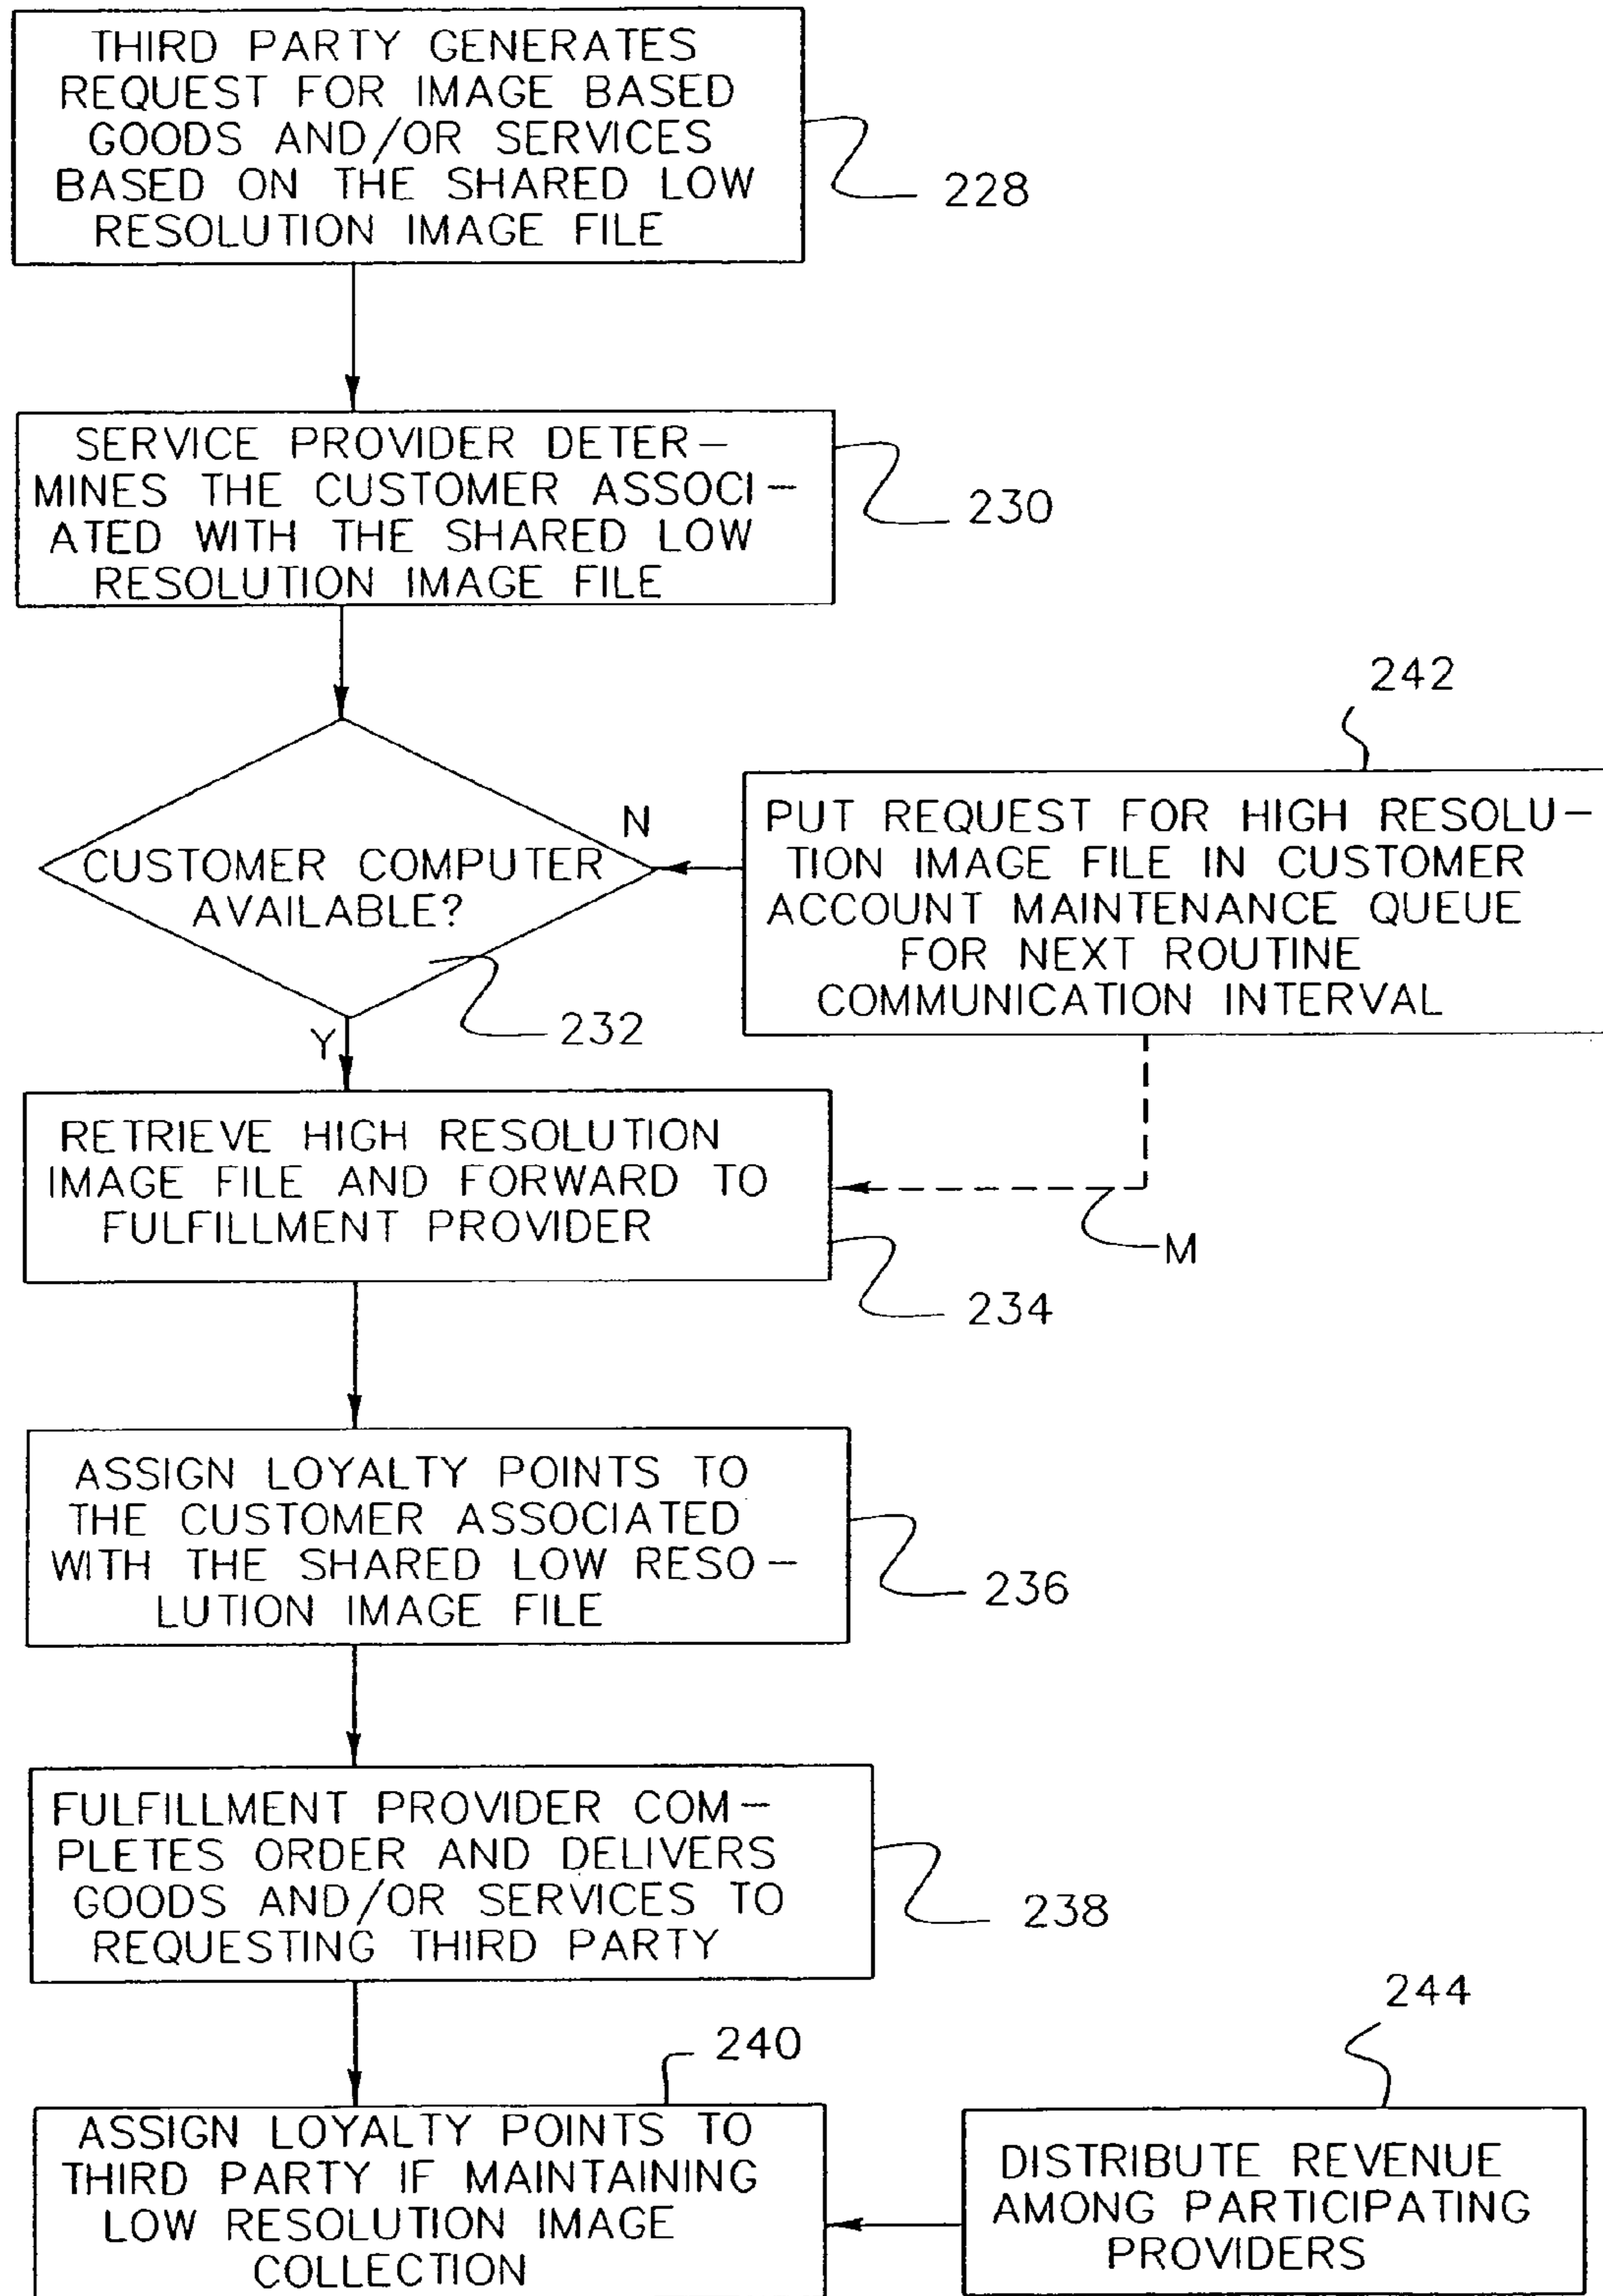 THIRD PARTY GENERATES
REQUEST FOR IMAGE BASED
GOODS AND/OR SERVICES
BASED ON THE SHARED LOW
RESOLUTION IMAGE FILE
228
SERVICE PROVIDER DETER-
MINES THE CUSTOMER ASSOCI-
ATED WITH THE SHARED LOW
RESOLUTION IMAGE FILE
230
CUSTOMER COMPUTER
AVAILABLE?
N
Y
232
242
PUT REQUEST FOR HIGH RESOLU-
TION IMAGE FILE IN CUSTOMER
ACCOUNT MAINTENANCE QUEUE
FOR NEXT ROUTINE
COMMUNICATION INTERVAL
RETRIEVE HIGH RESOLUTION
IMAGE FILE AND FORWARD TO
FULFILLMENT PROVIDER
M
234
ASSIGN LOYALTY POINTS TO
THE CUSTOMER ASSOCIATED
WITH THE SHARED LOW RESO-
LUTION IMAGE FILE
236
FULFILLMENT PROVIDER COM-
PLETES ORDER AND DELIVERS
GOODS AND/OR SERVICES TO
REQUESTING THIRD PARTY
238
240
ASSIGN LOYALTY POINTS TO
THIRD PARTY IF MAINTAINING
LOW RESOLUTION IMAGE
COLLECTION
244
DISTRIBUTE REVENUE
AMONG PARTICIPATING
PROVIDERS